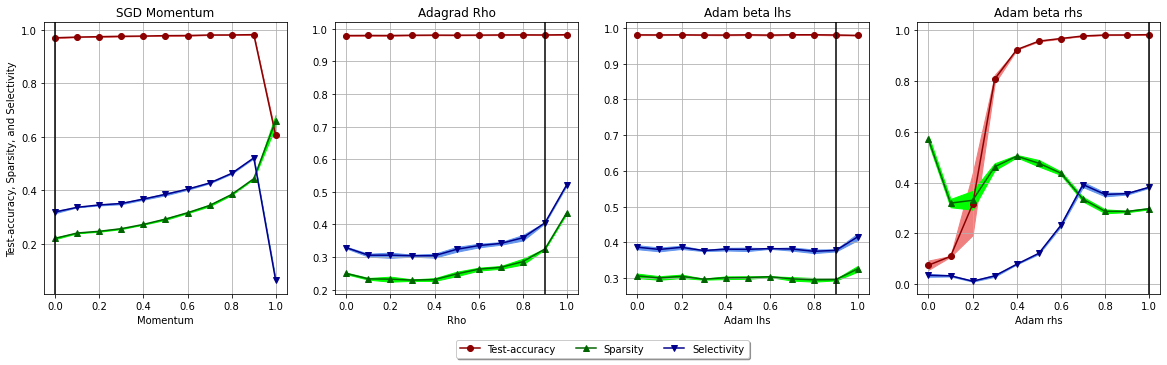 SGD Momentum
Adagrad Rho
Adam beta lhs
Adam beta rhs
Test-accuracy, Sparsity, and Selectivity
1.0
0.8
0.6
0.4
0.2
0.0 0.2 0.4 0.6 0.8 1.0
Momentum
1.0
0.9
0.8
0.7
0.6
0.5
0.4
0.3
0.2
0.0 0.2 0.4 0.6 0.8 1.0
Rho
1.0
0.9
0.8
0.7
0.6
0.5
0.4
0.3
0.0 0.2 0.4 0.6 0.8 1.0
Adam lhs
1.0
0.8
0.6
0.4
0.2
0.0
0.0 0.2 0.4 0.6 0.8 1.0
Adam rhs
Test-accuracy Sparsity Selectivity